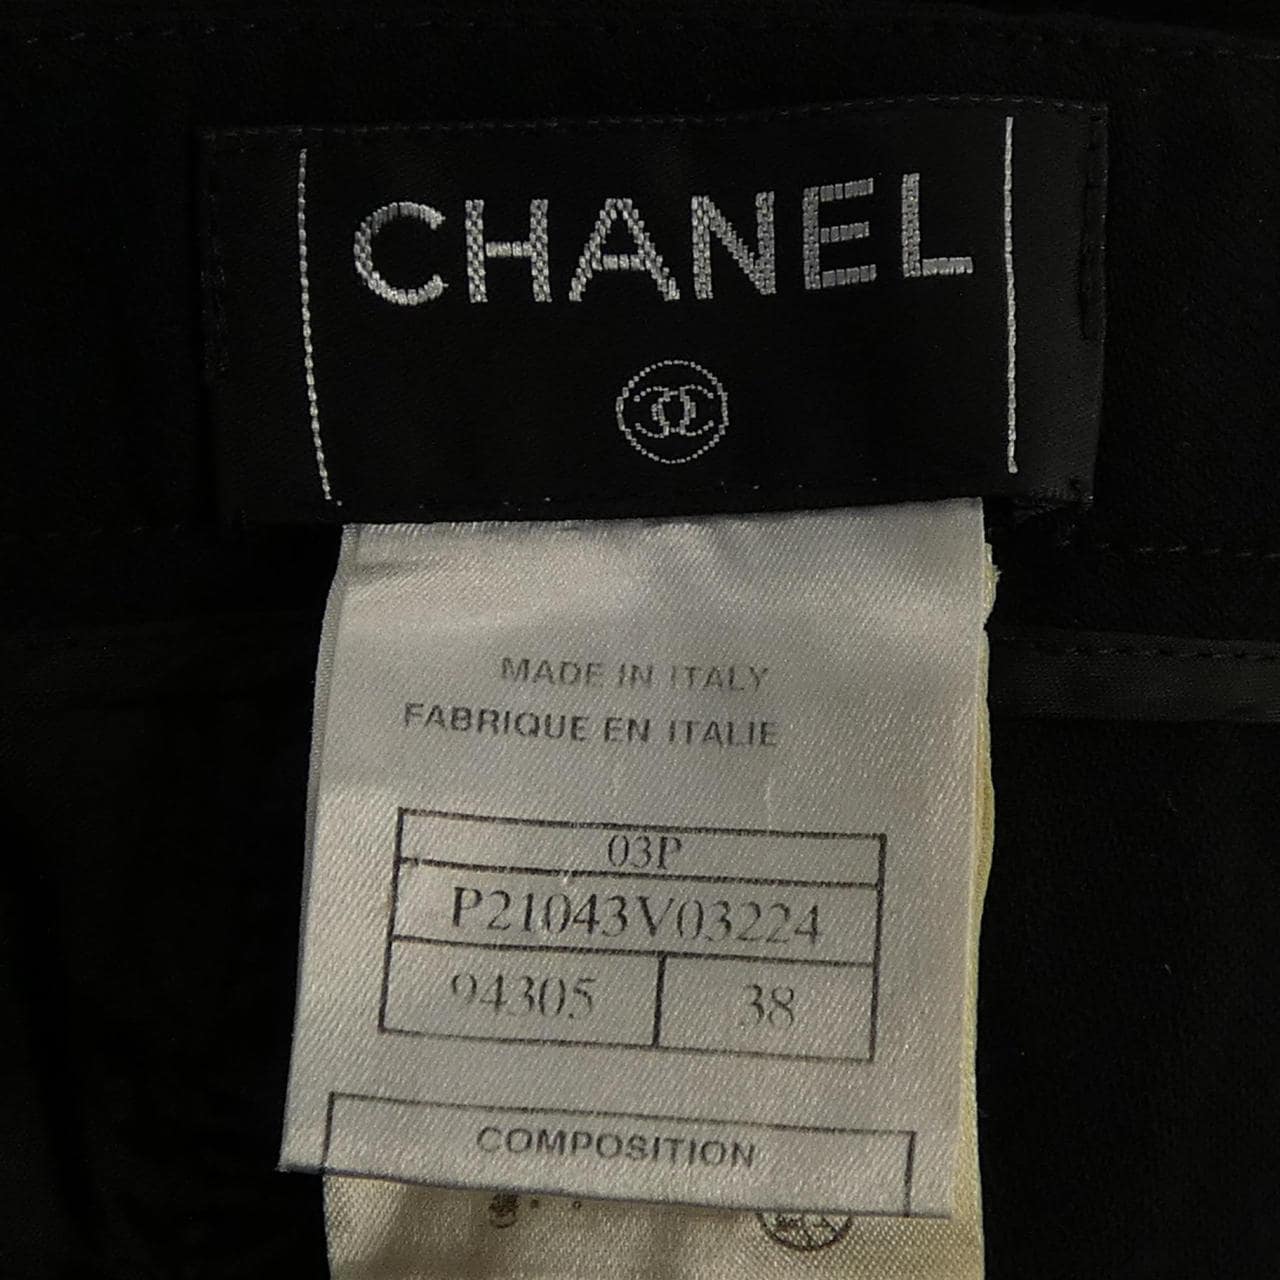 CHANEL
MADE IN ITALY
FABRIQUE EN ITALIE
03P
P21043V03224
94305 38
COMPOSITION